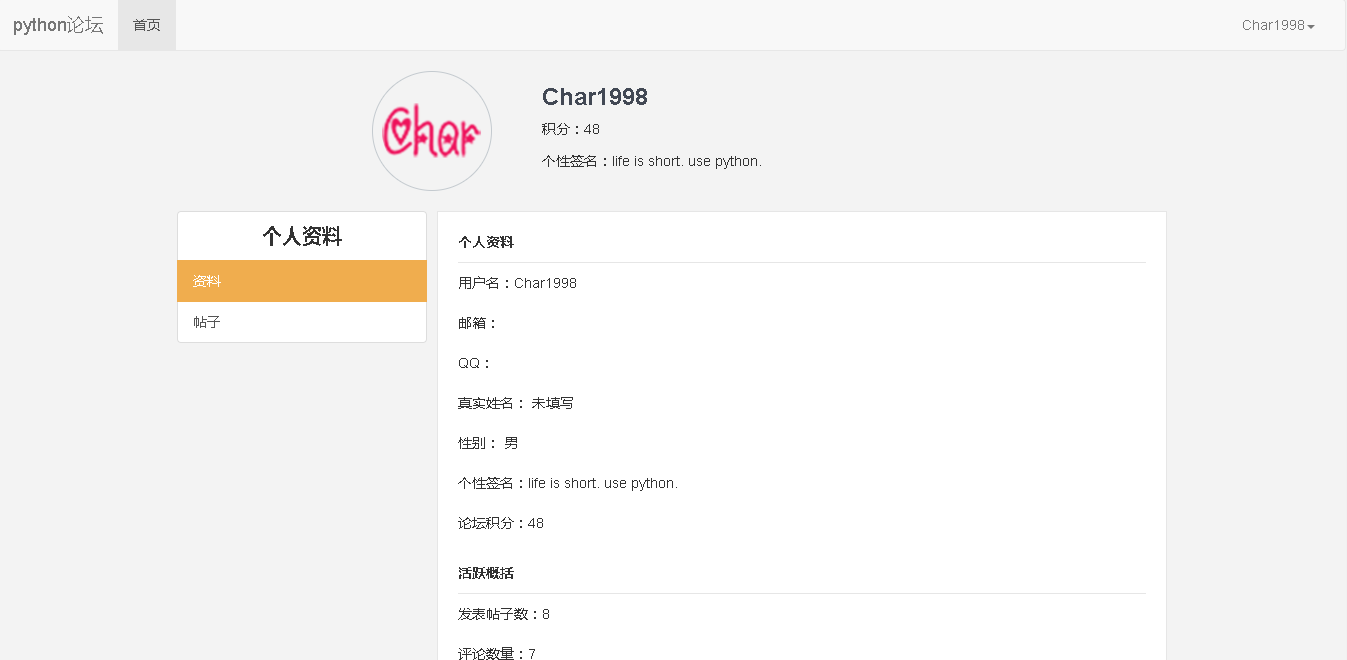 python论坛
首页
Char1998
Char
Char1998
积分：48
个性签名：life is short. use python.
个人资料
资料
帖子
个人资料
用户名：Char1998
邮箱：
QQ：
真实姓名： 未填写
性别： 男
个性签名：life is short. use python.
论坛积分：48
活跃概括
发表帖子数：8
评论数量：7